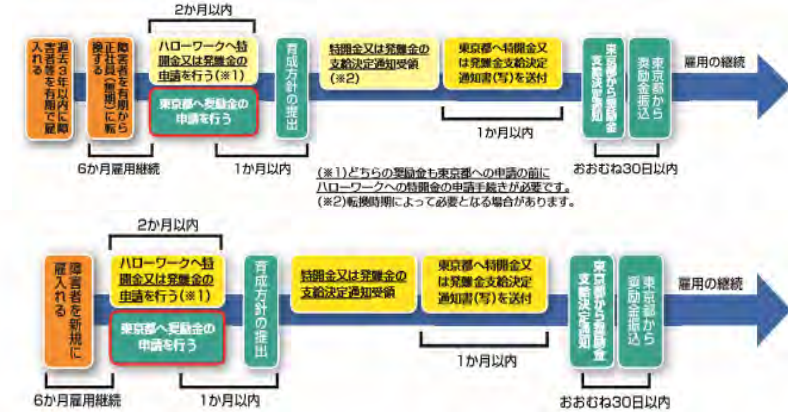 2か月以内
過去3年以内に障
害者等を有期で雇
入れる
障害者を有期から
正社員(無期)に転
換する
ハローワークへ特
開金又は発難金の
申請を行う(※1)
東京都へ奨励金の
申請を行う
育成方針の提出
特開金又は発難金の
支給決定通知受領
(※2)
東京都へ特開金又
は発難金支給決定
通知書(写)を送付
東京都から奨励金
支給決定通知
東京都から
奨励金振込
雇用の継続
6か月雇用継続
1か月以内
1か月以内
おおむね30日以内
(※1)どちらの奨励金も東京都への申請の前に
ハローワークへの特開金の申請手続きが必要です。
(※2)転換時期によって必要となる場合があります。
2か月以内
障害者を新規に
雇入れる
ハローワークへ特
開金又は発難金の
申請を行う(※1)
東京都へ奨励金の
申請を行う
育成方針の提出
特開金又は発難金の
支給決定通知受領
東京都へ特開金又
は発難金支給決定
通知書(写)を送付
東京都から奨励金
支給決定通知
東京都から
奨励金振込
雇用の継続
6か月雇用継続
1か月以内
1か月以内
おおむね30日以内